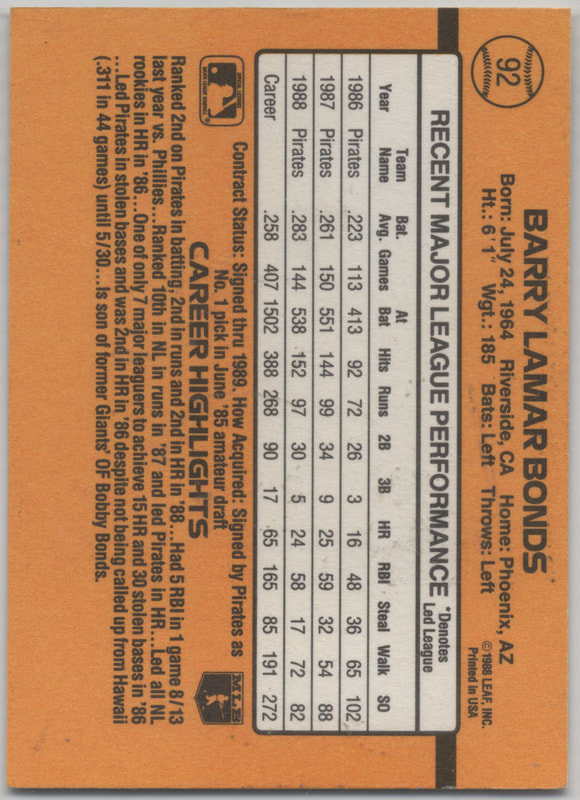 92
BARRY LAMAR BONDS
Born: July 24, 1964 Riverside, CA Home: Phoenix, AZ
Ht.: 6' 1" Wgt.: 185 Bats: Left Throws: Left
©1988 LEAF, INC.
Printed in USA
RECENT MAJOR LEAGUE PERFORMANCE *Denotes Led League
Year Team Name Bat. Avg. Games At Bat Hits Runs 2B 3B HR RBI Steal Walk SO
1986 Pirates .223 113 413 92 72 26 3 16 48 36 65 102
1987 Pirates .261 150 551 144 99 34 9 25 59 32 54 88
1988 Pirates .283 144 538 152 97 30 5 24 58 17 72 82
Career .258 407 1502 388 268 90 17 65 165 85 191 272
Contract Status: Signed thru 1989. How Acquired: Signed by Pirates as
No. 1 pick in June '85 amateur draft
MLB
CAREER HIGHLIGHTS
Ranked 2nd on Pirates in batting, 2nd in runs and 2nd in HR in '88...Had 5 RBI in 1 game 8/13
last year vs. Phillies...Ranked 10th in NL in runs in '87 and led Pirates in HR...Led all NL
rookies in HR in '86...One of only 7 major leaguers to achieve 15 HR and 30 stolen bases in '86
...Led Pirates in stolen bases and was 2nd in HR in '86 despite not being called up from Hawaii
(.311 in 44 games) until 5/30...Is son of former Giants' OF Bobby Bonds.